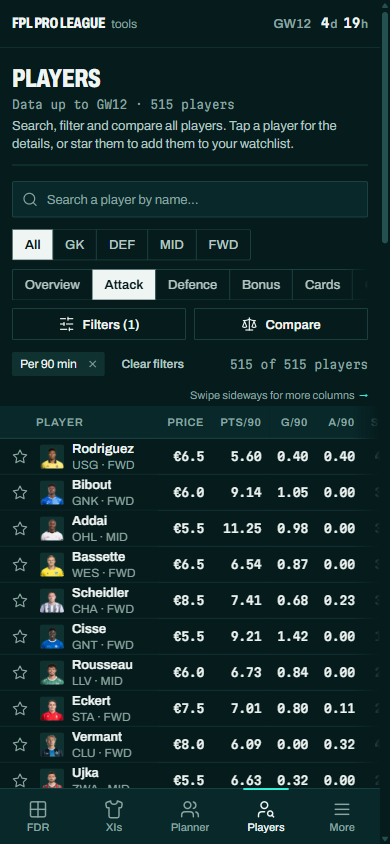 FPL PRO LEAGUE tools GW12 4d 19h
PLAYERS
Data up to GW12 · 515 players
Search, filter and compare all players. Tap a player for the
details, or star them to add them to your watchlist.
Search a player by name...
All GK DEF MID FWD
Overview Attack Defence Bonus Cards
Filters (1) Compare
Per 90 min × Clear filters 515 of 515 players
Swipe sideways for more columns →
PLAYER PRICE PTS/90 G/90 A/90
Rodriguez
USG · FWD €6.5 5.60 0.40 0.40
Bibout
GNK · FWD €6.0 9.14 1.05 0.00
Addai
OHL · MID €5.5 11.25 0.98 0.00
Bassette
WES · FWD €6.5 6.54 0.87 0.00
Scheidler
CHA · FWD €8.5 7.41 0.68 0.23
Cisse
GNT · FWD €5.5 9.21 1.42 0.00
Rousseau
LLV · MID €6.0 6.73 0.84 0.00
Eckert
STA · FWD €7.5 7.01 0.80 0.11
Vermant
CLU · FWD €8.0 6.09 0.00 0.32
Ujka
ZWA · MID €5.5 6.63 0.32 0.00
FDR XIs Planner Players More